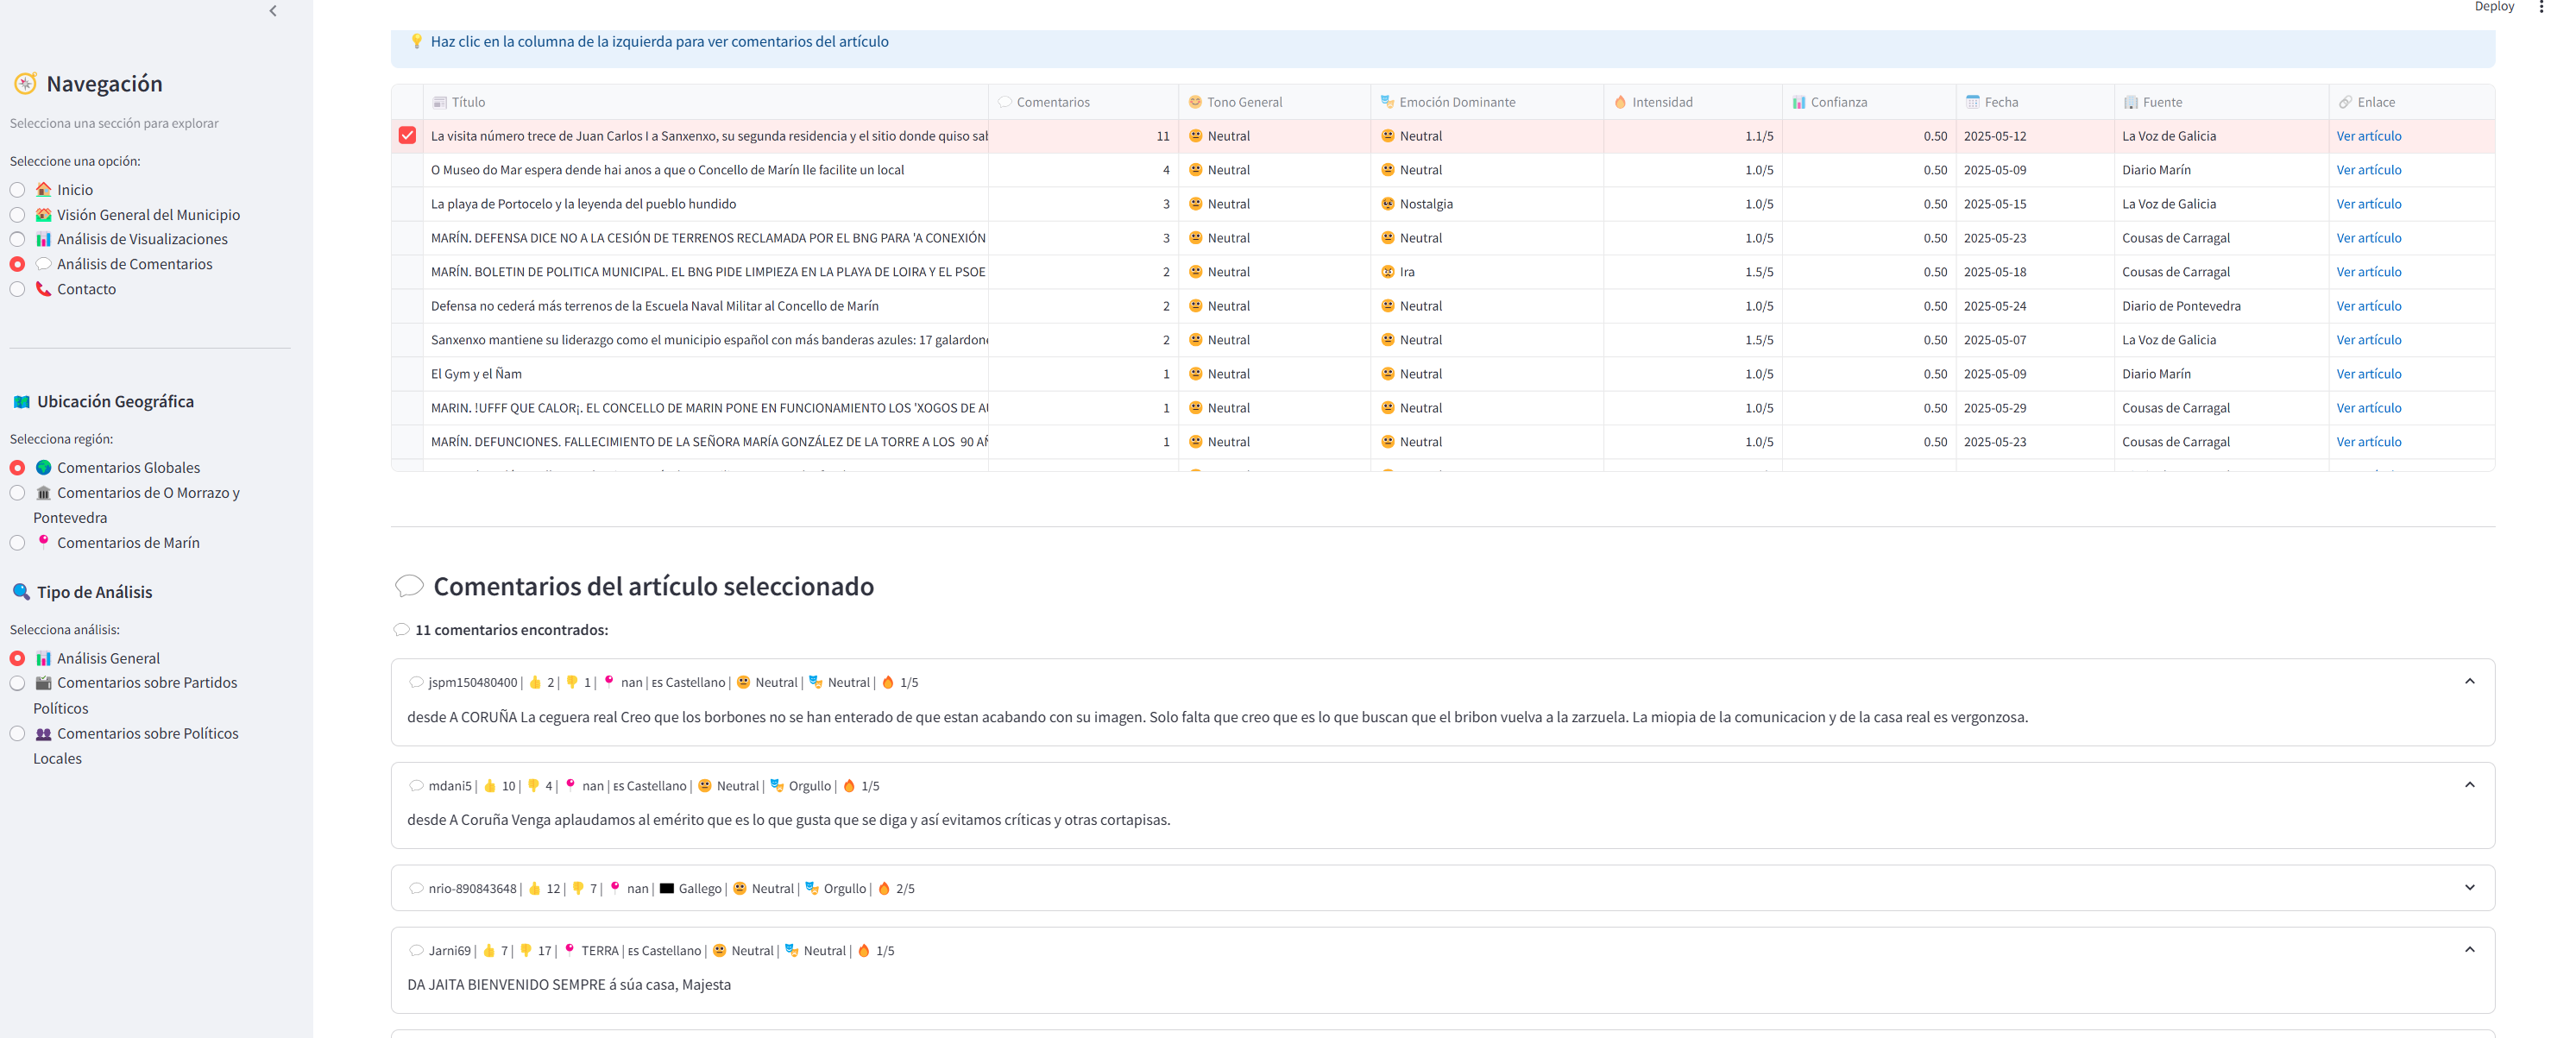 Deploy
Navegación
Selecciona una sección para explorar
Seleccione una opción:
Inicio
Visión General del Municipio
Análisis de Visualizaciones
Análisis de Comentarios
Contacto
Ubicación Geográfica
Selecciona región:
Comentarios Globales
Comentarios de O Morrazo y
Pontevedra
Comentarios de Marín
Tipo de Análisis
Selecciona análisis:
Análisis General
Comentarios sobre Partidos
Políticos
Comentarios sobre Políticos
Locales
Haz clic en la columna de la izquierda para ver comentarios del artículo
Título Comentarios Tono General Emoción Dominante Intensidad Confianza Fecha Fuente Enlace
La visita número trece de Juan Carlos I a Sanxenxo, su segunda residencia y el sitio donde quiso sal 11 Neutral Neutral 1.1/5 0.50 2025-05-12 La Voz de Galicia Ver artículo
O Museo do Mar espera dende hai anos a que o Concello de Marín lle facilite un local 4 Neutral Neutral 1.0/5 0.50 2025-05-09 Diario Marín Ver artículo
La playa de Portocelo y la leyenda del pueblo hundido 3 Neutral Nostalgia 1.0/5 0.50 2025-05-15 La Voz de Galicia Ver artículo
MARÍN. DEFENSA DICE NO A LA CESIÓN DE TERRENOS RECLAMADA POR EL BNG PARA 'A CONEXIÓN 3 Neutral Neutral 1.0/5 0.50 2025-05-23 Cousas de Carragal Ver artículo
MARÍN. BOLETIN DE POLITICA MUNICIPAL. EL BNG PIDE LIMPIEZA EN LA PLAYA DE LOIRA Y EL PSOE 2 Neutral Ira 1.5/5 0.50 2025-05-18 Cousas de Carragal Ver artículo
Defensa no cederá más terrenos de la Escuela Naval Militar al Concello de Marín 2 Neutral Neutral 1.0/5 0.50 2025-05-24 Diario de Pontevedra Ver artículo
Sanxenxo mantiene su liderazgo como el municipio español con más banderas azules: 17 galardone 2 Neutral Neutral 1.5/5 0.50 2025-05-07 La Voz de Galicia Ver artículo
El Gym y el Ñam 1 Neutral Neutral 1.0/5 0.50 2025-05-09 Diario Marín Ver artículo
MARIN. !UFFF QUE CALOR¡. EL CONCELLO DE MARIN PONE EN FUNCIONAMIENTO LOS 'XOGOS DE 1 Neutral Neutral 1.0/5 0.50 2025-05-29 Cousas de Carragal Ver artículo
MARÍN. DEFUNCIONES. FALLECIMIENTO DE LA SEÑORA MARÍA GONZÁLEZ DE LA TORRE A LOS 90 1 Neutral Neutral 1.0/5 0.50 2025-05-23 Cousas de Carragal Ver artículo
Comentarios del artículo seleccionado
11 comentarios encontrados:
jspm150480400 | 2 | 1 | nan | ES Castellano | Neutral | Neutral | 1/5
desde A CORUÑA La ceguera real Creo que los borbones no se han enterado de que estan acabando con su imagen. Solo falta que creo que es lo que buscan que el bribon vuelva a la zarzuela. La miopia de la comunicacion y de la casa real es vergonzosa.
mdani5 | 10 | 4 | nan | ES Castellano | Neutral | Orgullo | 1/5
desde A Coruña Venga aplaudamos al emérito que es lo que gusta que se diga y así evitamos críticas y otras cortapisas.
nrio-890843648 | 12 | 7 | nan | Gallego | Neutral | Orgullo | 2/5
Jarni69 | 7 | 17 | TERRA | ES Castellano | Neutral | Neutral | 1/5
DA JAITA BIENVENIDO SEMPRE á súa casa, Majesta